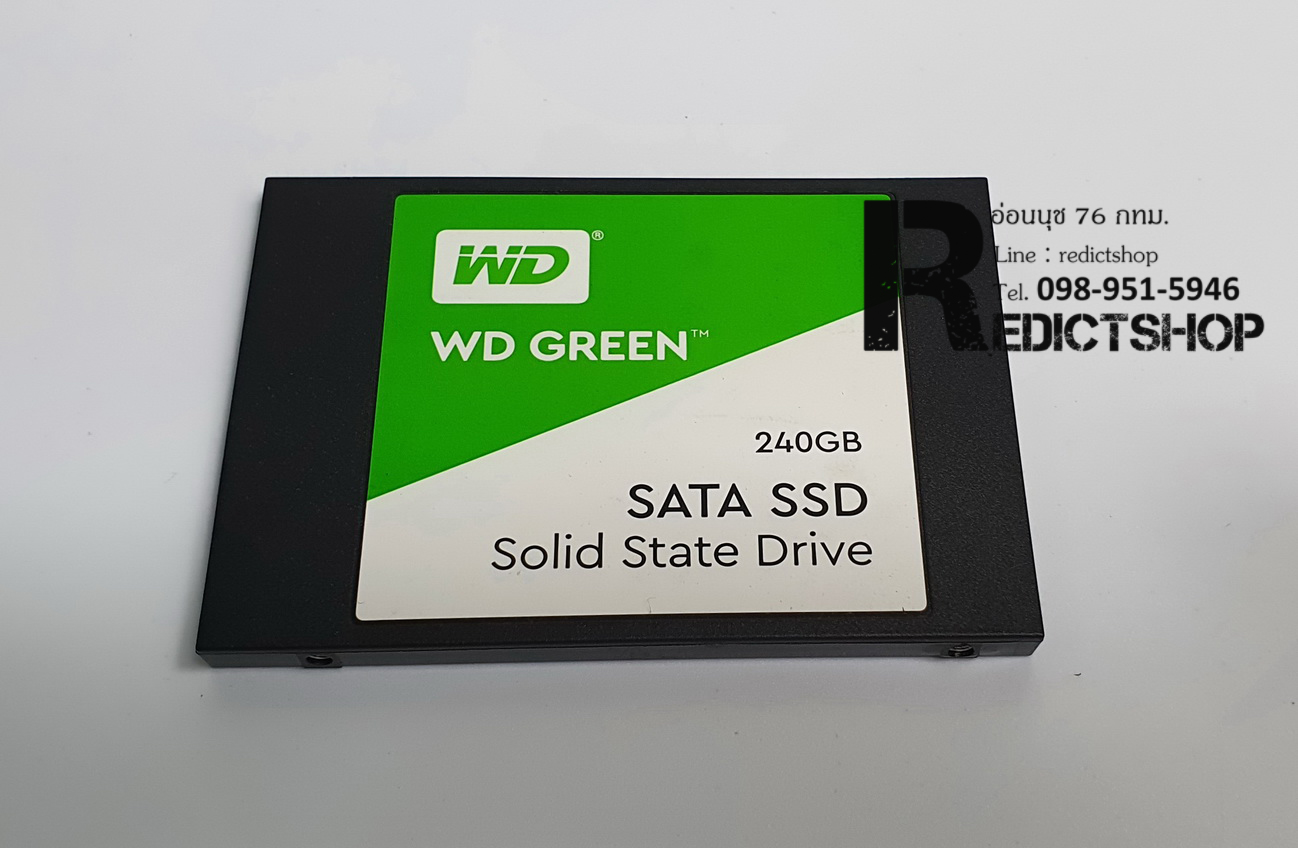 WD®
WD GREEN™
240GB
SATA SSD
Solid State Drive
อ่อนนุช 76 กทม.
Line : redictshop
Tel. 098-951-5946
REDICTSHOP